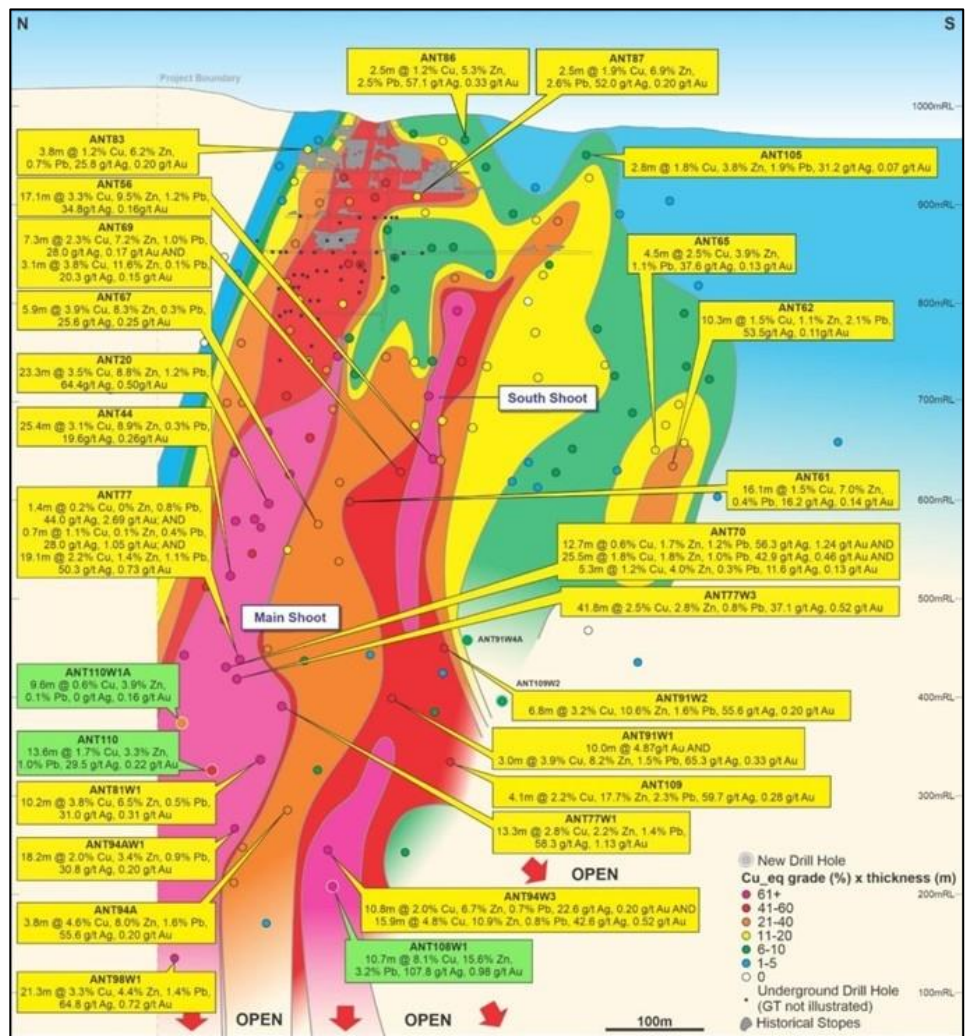 N
S
Project Boundary
ANT86
2.5m @ 1.2% Cu, 5.3% Zn,
2.5% Pb, 57.1 g/t Ag, 0.33 g/t Au
ANT87
2.5m @ 1.9% Cu, 6.9% Zn,
2.6% Pb, 52.0 g/t Ag, 0.20 g/t Au
1000mRL
ANT83
3.8m @ 1.2% Cu, 6.2% Zn,
0.7% Pb, 25.8 g/t Ag, 0.20 g/t Au
ANT105
2.8m @ 1.8% Cu, 3.8% Zn, 1.9% Pb, 31.2 g/t Ag, 0.07 g/t Au
ANT56
17.1m @ 3.3% Cu, 9.5% Zn, 1.2% Pb,
34.8g/t Ag, 0.16g/t Au
900mRL
ANT69
7.3m @ 2.3% Cu, 7.2% Zn, 1.0% Pb,
28.0 g/t Ag, 0.17 g/t Au AND
3.1m @ 3.8% Cu, 11.6% Zn, 0.1% Pb,
20.3 g/t Ag, 0.15 g/t Au
ANT65
4.5m @ 2.5% Cu, 3.9% Zn,
1.1% Pb, 37.6 g/t Ag, 0.13 g/t Au
ANT67
5.9m @ 3.9% Cu, 8.3% Zn, 0.3% Pb,
25.6 g/t Ag, 0.25 g/t Au
ANT62
10.3m @ 1.5% Cu, 1.1% Zn, 2.1% Pb,
53.5g/t Ag, 0.11g/t Au
800mRL
ANT20
23.3m @ 3.5% Cu, 8.8% Zn, 1.2% Pb,
64.4g/t Ag, 0.50g/t Au
South Shoot
700mRL
ANT44
25.4m @ 3.1% Cu, 8.9% Zn, 0.3% Pb,
19.6g/t Ag, 0.26g/t Au
ANT61
16.1m @ 1.5% Cu, 7.0% Zn,
0.4% Pb, 16.2 g/t Ag, 0.14 g/t Au
600mRL
ANT77
1.4m @ 0.2% Cu, 0% Zn, 0.8% Pb,
44.0 g/t Ag, 2.69 g/t Au; AND
0.7m @ 1.1% Cu, 0.1% Zn, 0.4% Pb,
28.0 g/t Ag, 1.05 g/t Au; AND
19.1m @ 2.2% Cu, 1.4% Zn, 1.1% Pb,
50.3 g/t Ag, 0.73 g/t Au
ANT70
12.7m @ 0.6% Cu, 1.7% Zn, 1.2% Pb, 56.3 g/t Ag, 1.24 g/t Au AND
25.5m @ 1.8% Cu, 1.8% Zn, 1.0% Pb, 42.9 g/t Ag, 0.46 g/t Au AND
5.3m @ 1.2% Cu, 4.0% Zn, 0.3% Pb, 11.6 g/t Ag, 0.13 g/t Au
500mRL
ANT77W3
41.8m @ 2.5% Cu, 2.8% Zn, 0.8% Pb, 37.1 g/t Ag, 0.52 g/t Au
Main Shoot
ANT91W4A
ANT110W1A
9.6m @ 0.6% Cu, 3.9% Zn,
0.1% Pb, 0 g/t Ag, 0.16 g/t Au
ANT109W2
400mRL
ANT91W2
6.8m @ 3.2% Cu, 10.6% Zn, 1.6% Pb, 55.6 g/t Ag, 0.20 g/t Au
ANT110
13.6m @ 1.7% Cu, 3.3% Zn,
1.0% Pb, 29.5 g/t Ag, 0.22 g/t Au
ANT91W1
10.0m @ 4.87g/t Au AND
3.0m @ 3.9% Cu, 8.2% Zn, 1.5% Pb, 65.3 g/t Ag, 0.33 g/t Au
ANT81W1
10.2m @ 3.8% Cu, 6.5% Zn, 0.5% Pb,
31.0 g/t Ag, 0.31 g/t Au
ANT109
4.1m @ 2.2% Cu, 17.7% Zn, 2.3% Pb, 59.7 g/t Ag, 0.28 g/t Au
300mRL
ANT77W1
13.3m @ 2.8% Cu, 2.2% Zn, 1.4% Pb,
58.3 g/t Ag, 1.13 g/t Au
ANT94AW1
18.2m @ 2.0% Cu, 3.4% Zn, 0.9% Pb,
30.8 g/t Ag, 0.20 g/t Au
OPEN
ANT94A
3.8m @ 4.6% Cu, 8.0% Zn, 1.6% Pb,
55.6 g/t Ag, 0.20 g/t Au
ANT94W3
10.8m @ 2.0% Cu, 6.7% Zn, 0.7% Pb, 22.6 g/t Ag, 0.20 g/t Au AND
15.9m @ 4.8% Cu, 10.9% Zn, 0.8% Pb, 42.6 g/t Ag, 0.52 g/t Au
200mRL
ANT108W1
10.7m @ 8.1% Cu, 15.6% Zn,
3.2% Pb, 107.8 g/t Ag, 0.98 g/t Au
ANT98W1
21.3m @ 3.3% Cu, 4.4% Zn, 1.4% Pb,
64.8 g/t Ag, 0.72 g/t Au
OPEN
OPEN
100m
100mRL
New Drill Hole
Cu_eq grade (%) x thickness (m)
61+
41-60
21-40
11-20
6-10
1-5
0
Underground Drill Hole
(GT not illustrated)
Historical Stopes